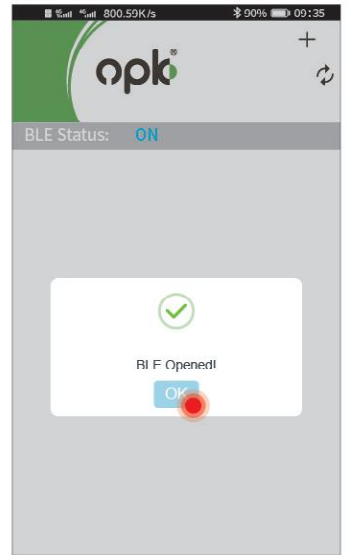 800.59K/s 90% 09:35
opk®
BLE Status: ON
BLE Opened!
OK